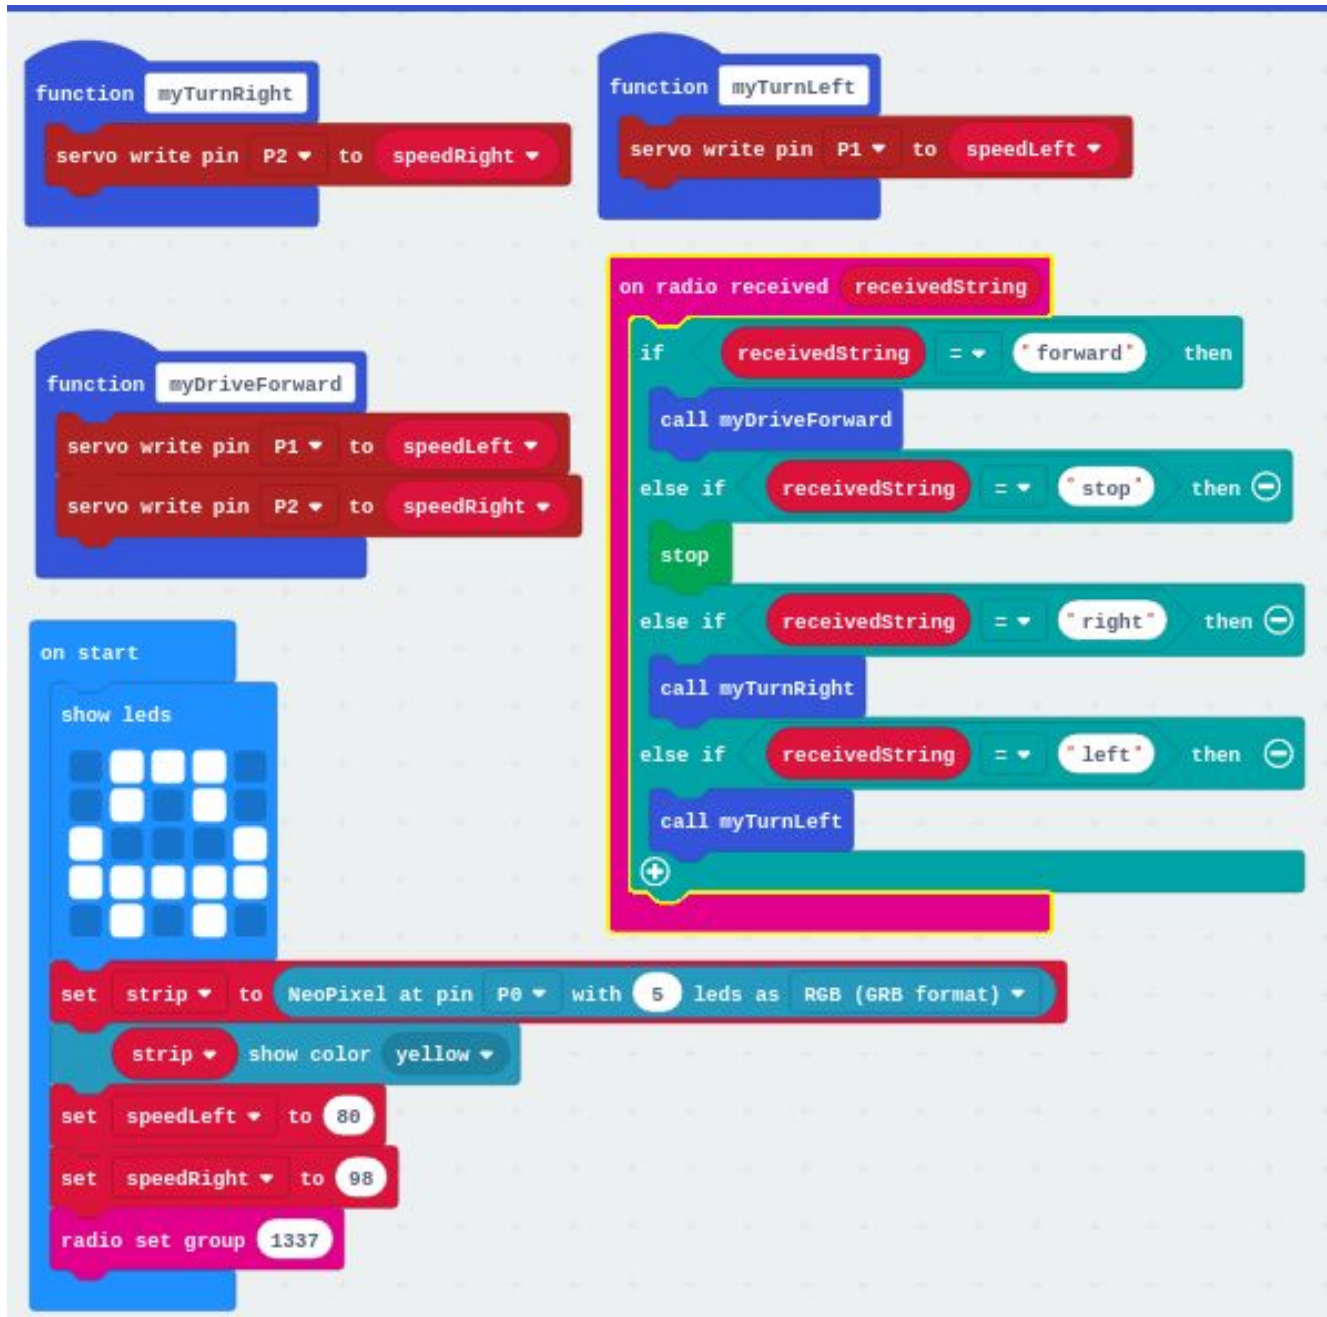 function myTurnRight
servo write pin P2 to speedRight
function myTurnLeft
servo write pin P1 to speedLeft
function myDriveForward
servo write pin P1 to speedLeft
servo write pin P2 to speedRight
on radio received receivedString
if receivedString = "forward" then
call myDriveForward
else if receivedString = "stop" then
stop
else if receivedString = "right" then
call myTurnRight
else if receivedString = "left" then
call myTurnLeft
on start
show leds
set strip to NeoPixel at pin P0 with 5 leds as RGB (GRB format)
strip show color yellow
set speedLeft to 80
set speedRight to 98
radio set group 1337